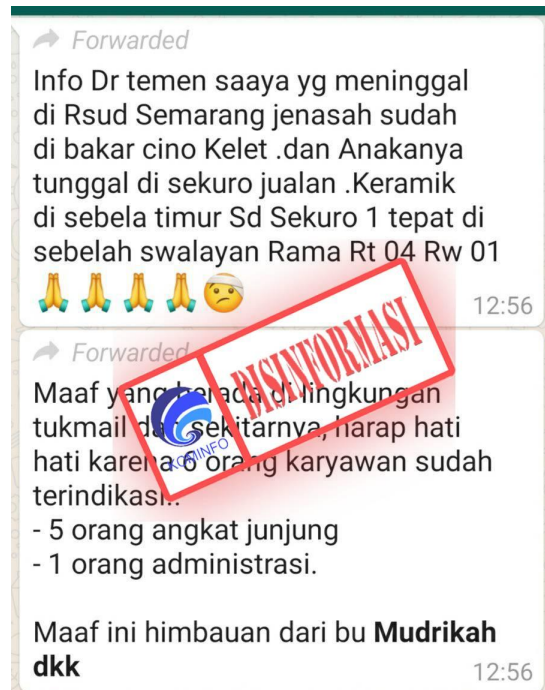 Forwarded
Info Dr temen saaya yg meninggal
di Rsud Semarang jenasah sudah
di bakar cino Kelet .dan Anakanya
tunggal di sekuro jualan .Keramik
di sebela timur Sd Sekuro 1 tepat di
sebelah swalayan Rama Rt 04 Rw 01
🙏🙏🙏🙏🤕
12:56
Forwarded
DISINFORMASI
KOMINFO
Maaf yang berada di lingkungan
tukmail dan sekitarnya, harap hati
hati karena 6 orang karyawan sudah
terindikasi..
- 5 orang angkat junjung
- 1 orang administrasi.
Maaf ini himbauan dari bu Mudrikah
dkk
12:56